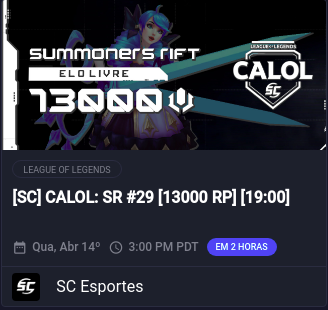 SUMMONERS RIFT
ELO LIVRE
13000
LEAGUE OF LEGENDS
CALOL
SC
LEAGUE OF LEGENDS
[SC] CALOL: SR #29 [13000 RP] [19:00]
Qua, Abr 14º 3:00 PM PDT EM 2 HORAS
SC SC Esportes